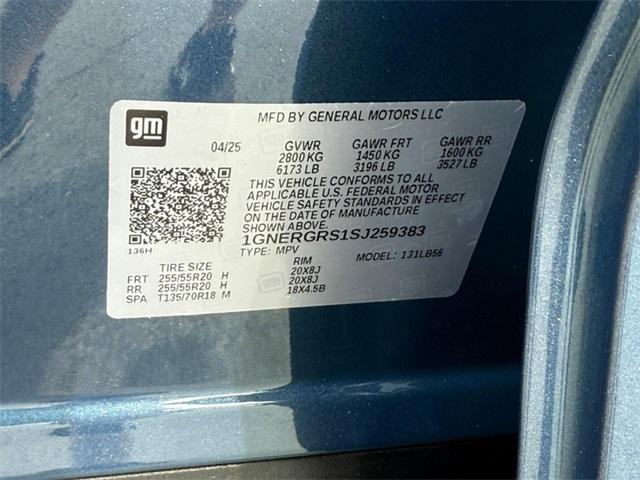 gm
MFD BY GENERAL MOTORS LLC
04/25 GVWR GAWR FRT GAWR RR
2800 KG 1450 KG 1600 KG
6173 LB 3196 LB 3527 LB
THIS VEHICLE CONFORMS TO ALL
APPLICABLE U.S. FEDERAL MOTOR
VEHICLE SAFETY STANDARDS IN EFFECT
ON THE DATE OF MANUFACTURE
SHOWN ABOVE.
1GNERGRS1SJ259383
136H TYPE: MPV MODEL: 131LB56
TIRE SIZE RIM
FRT 255/55R20 H 20X8J
RR 255/55R20 H 20X8J
SPA T135/70R18 M 18X4.5B